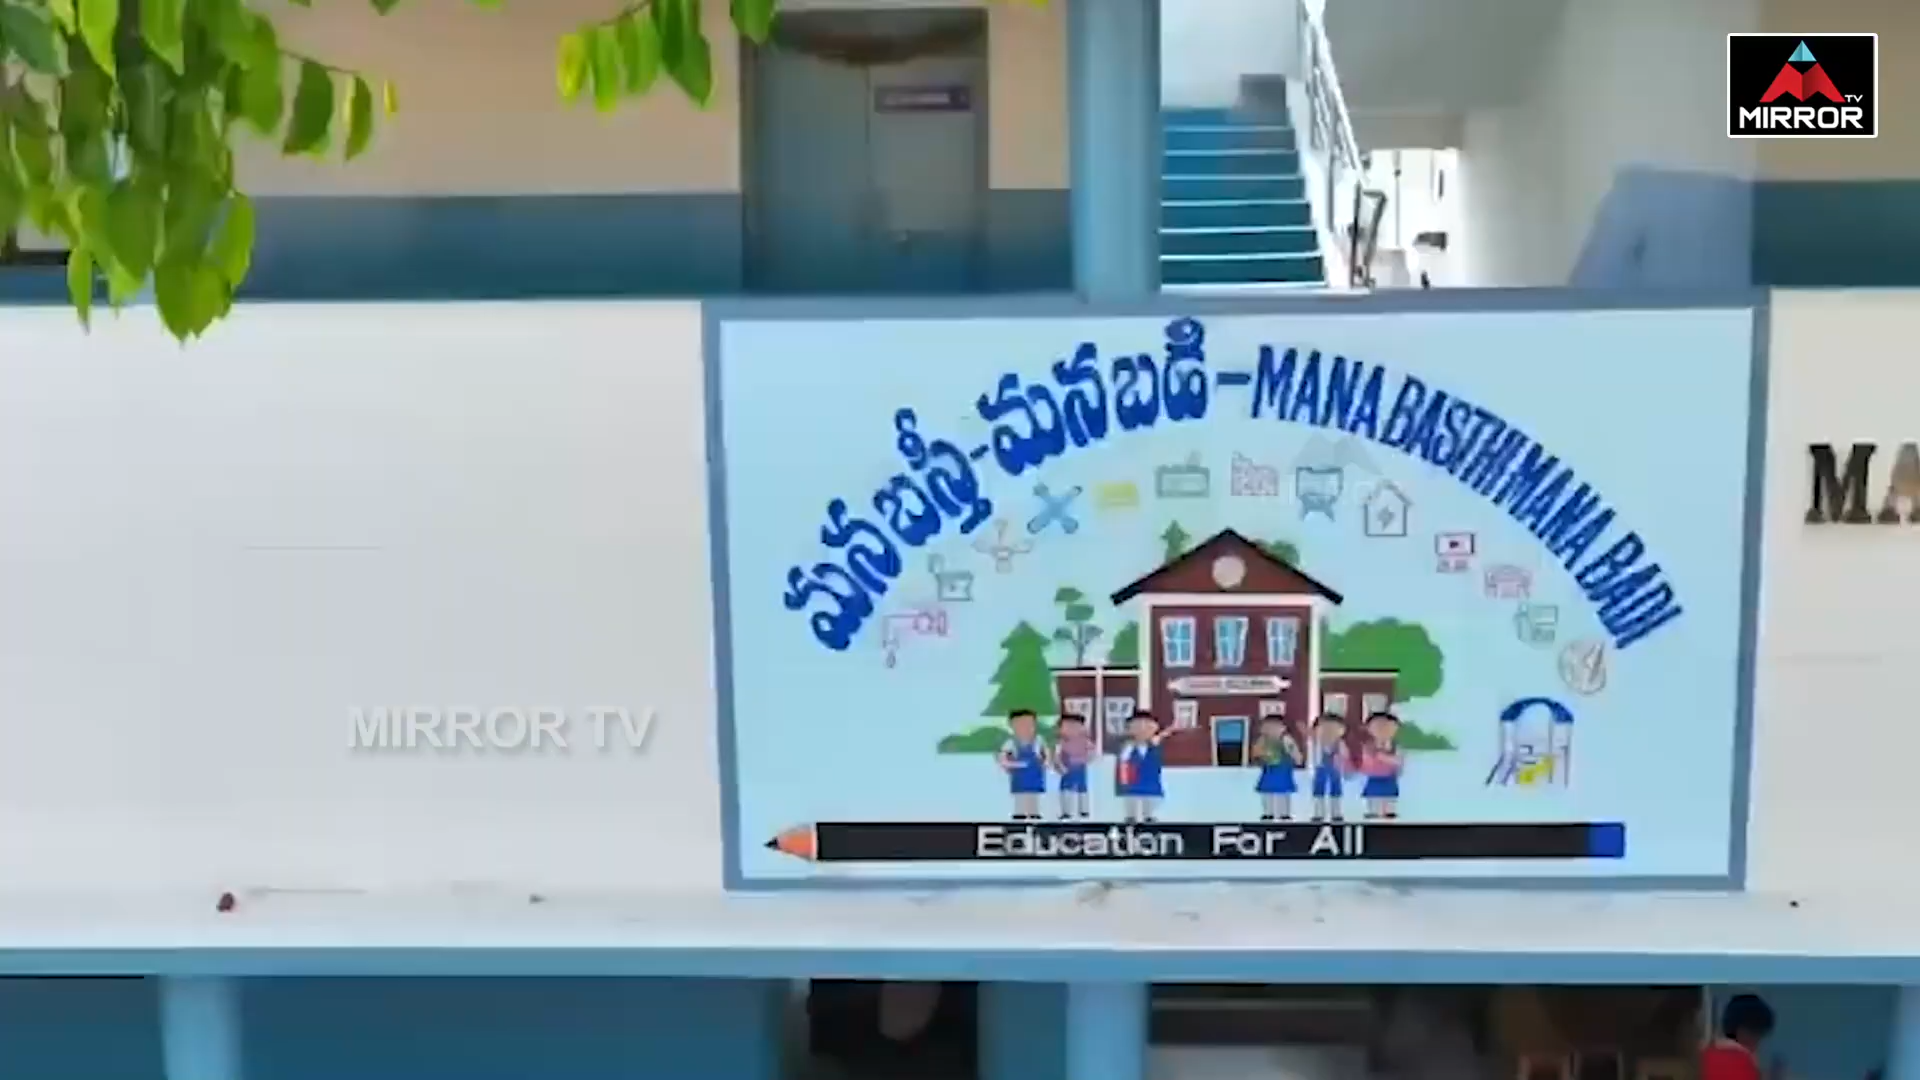 MIRROR TV
మన బస్తీ-మన బడి-MANA BASTHI MANA BADI
MIRROR TV
Education For All